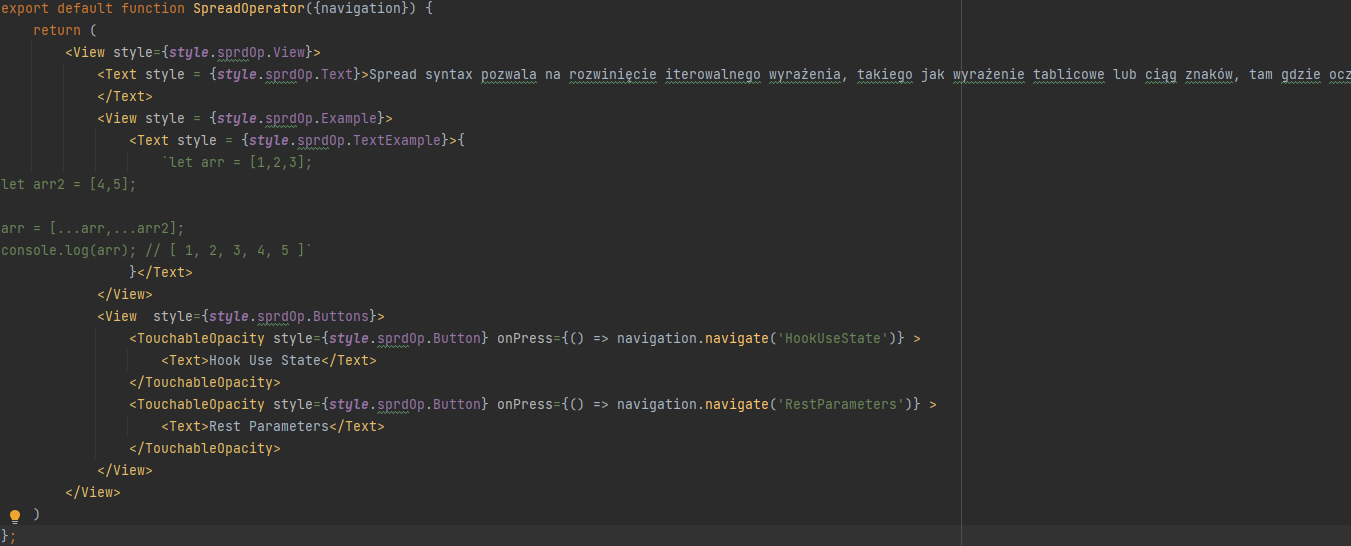 export default function SpreadOperator({navigation}) {
    return (
        <View style={style.sprdOp.View}>
            <Text style = {style.sprdOp.Text}>Spread syntax pozwala na rozwinięcie iterowalnego wyrażenia, takiego jak wyrażenie tablicowe lub ciąg znaków, tam gdzie
            </Text>
            <View style = {style.sprdOp.Example}>
                <Text style = {style.sprdOp.TextExample}>{
                    `let arr = [1,2,3];
let arr2 = [4,5];

arr = [...arr,...arr2];
console.log(arr); // [ 1, 2, 3, 4, 5 ]`
                }</Text>
            </View>
            <View  style={style.sprdOp.Buttons}>
                <TouchableOpacity style={style.sprdOp.Button} onPress={() => navigation.navigate('HookUseState')} >
                    <Text>Hook Use State</Text>
                </TouchableOpacity>
                <TouchableOpacity style={style.sprdOp.Button} onPress={() => navigation.navigate('RestParameters')} >
                    <Text>Rest Parameters</Text>
                </TouchableOpacity>
            </View>
        </View>
    )
};